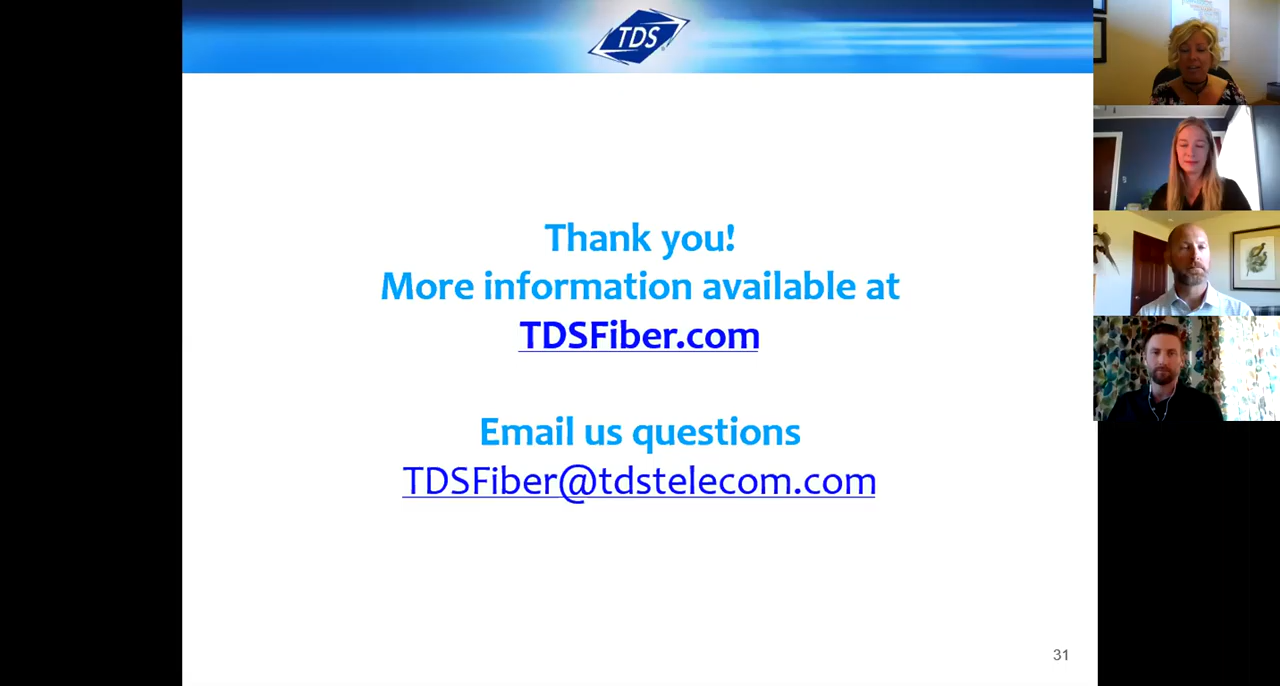 TDS
Thank you!
More information available at
TDSFiber.com
Email us questions
TDSFiber@tdstelecom.com
31